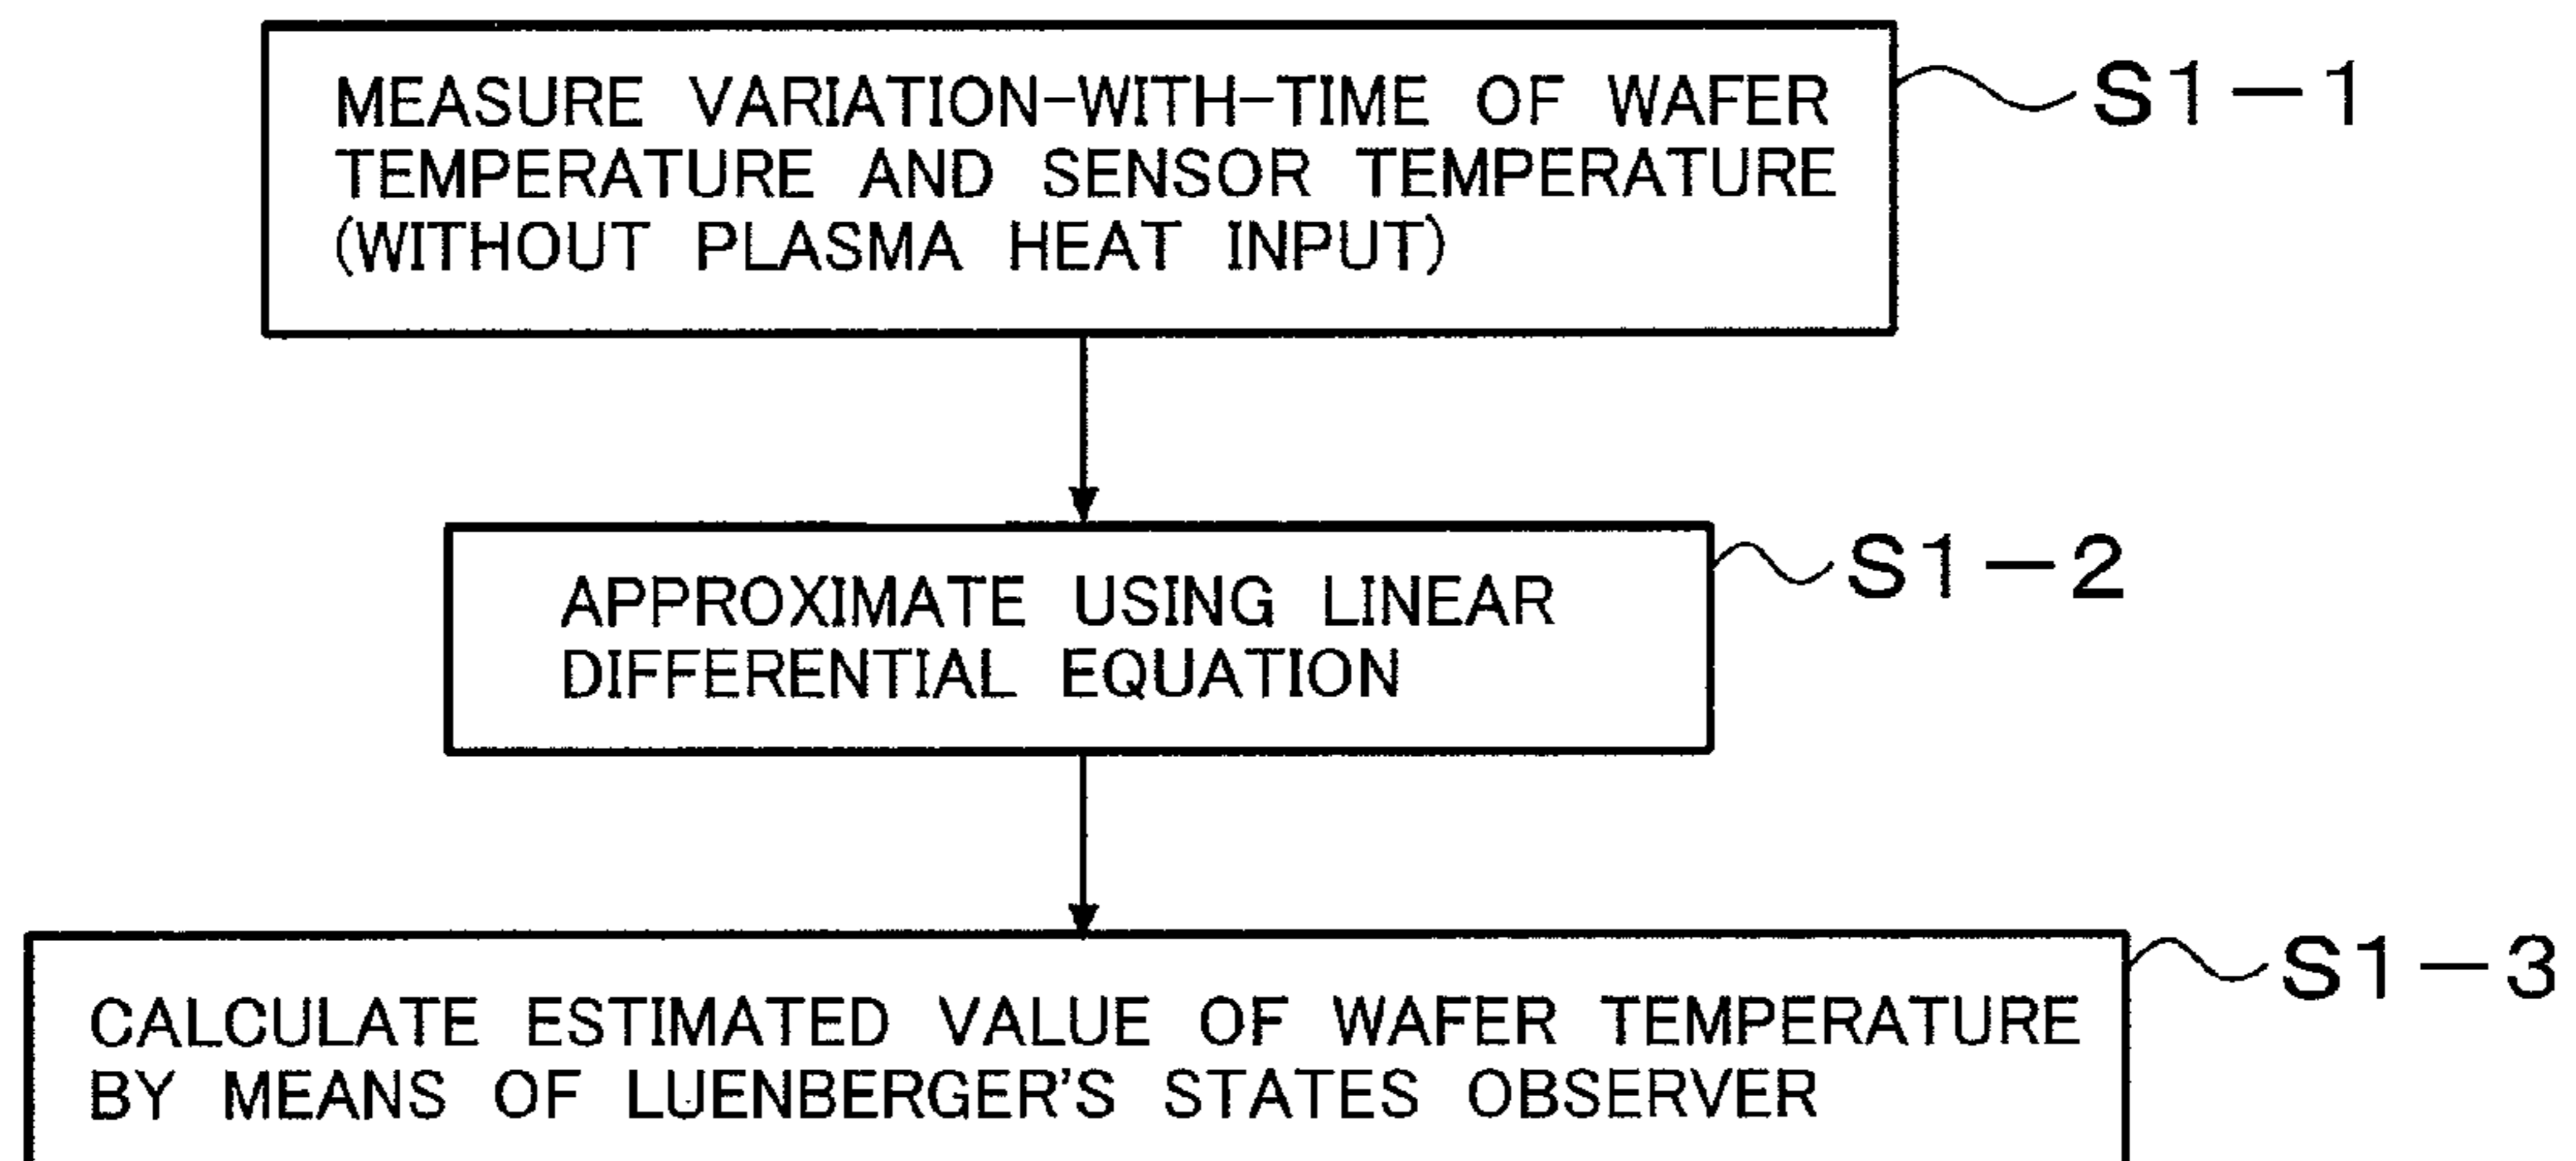 MEASURE VARIATION-WITH-TIME OF WAFER
TEMPERATURE AND SENSOR TEMPERATURE
(WITHOUT PLASMA HEAT INPUT)
S1-1
APPROXIMATE USING LINEAR
DIFFERENTIAL EQUATION
S1-2
CALCULATE ESTIMATED VALUE OF WAFER TEMPERATURE
BY MEANS OF LUENBERGER'S STATES OBSERVER
S1-3